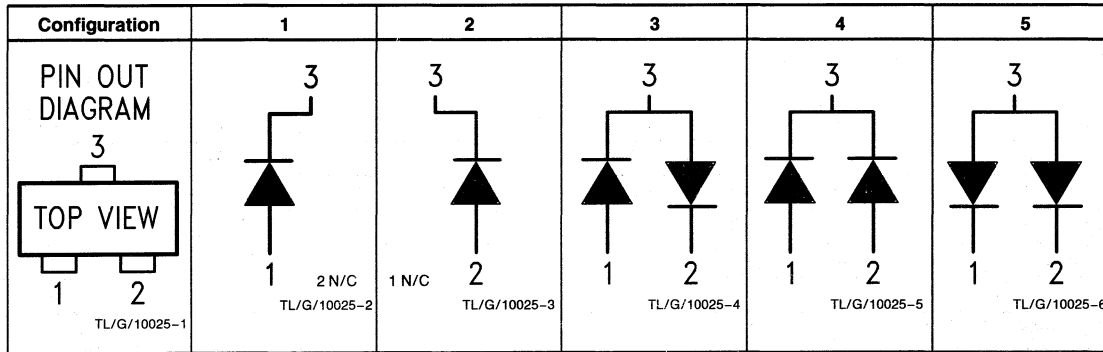 Configuration
1
2
3
4
5
PIN OUT
DIAGRAM
3
TOP VIEW
1 2
TL/G/10025–1
3
1
2 N/C
TL/G/10025–2
3
1 N/C
2
TL/G/10025–3
3
1 2
TL/G/10025–4
3
1 2
TL/G/10025–5
3
1 2
TL/G/10025–6